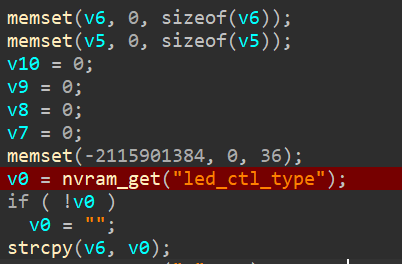 memset(v6, 0, sizeof(v6));
memset(v5, 0, sizeof(v5));
v10 = 0;
v9 = 0;
v8 = 0;
v7 = 0;
memset(-2115901384, 0, 36);
v0 = nvram_get("led_ctl_type");
if ( !v0 )
v0 = "";
strcpy(v6, v0);